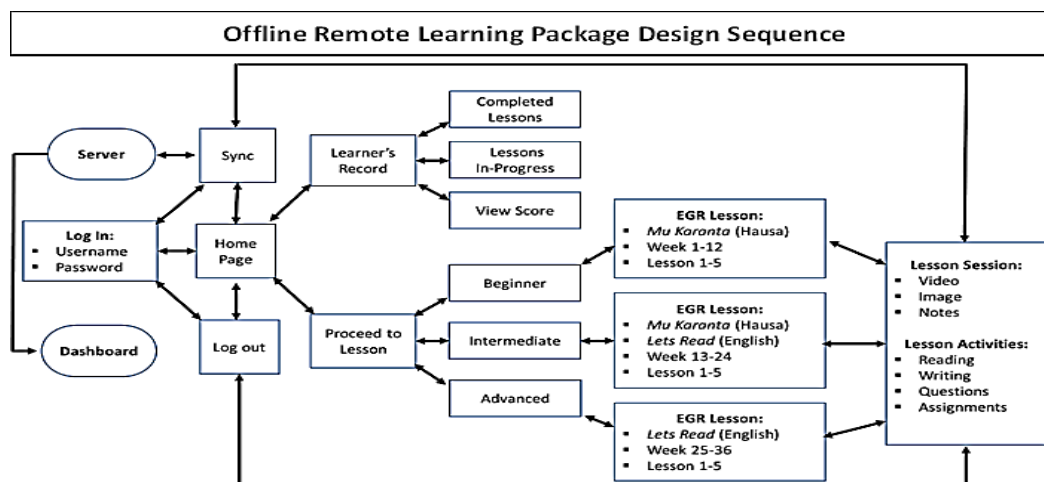 Offline Remote Learning Package Design Sequence
Server
Sync
Log In:
▪ Username
▪ Password
Home
Page
Dashboard
Log out
Learner's
Record
Completed
Lessons
Lessons
In-Progress
View Score
Proceed to
Lesson
Beginner
Intermediate
Advanced
EGR Lesson:
▪ Mu Karanta (Hausa)
▪ Week 1-12
▪ Lesson 1-5
EGR Lesson:
▪ Mu Karanta (Hausa)
▪ Lets Read (English)
▪ Week 13-24
▪ Lesson 1-5
EGR Lesson:
▪ Lets Read (English)
▪ Week 25-36
▪ Lesson 1-5
Lesson Session:
▪ Video
▪ Image
▪ Notes
Lesson Activities:
▪ Reading
▪ Writing
▪ Questions
▪ Assignments